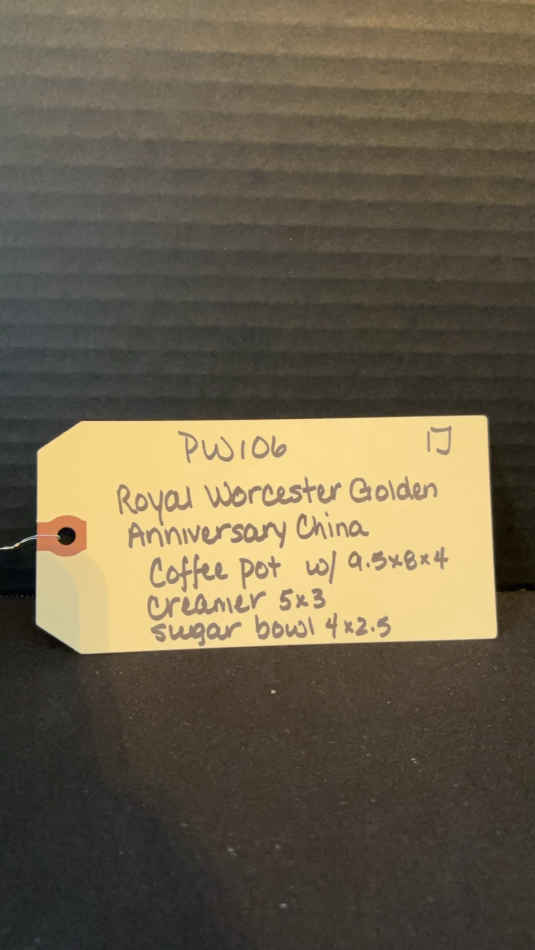 PW106
1J
Royal Worcester Golden
Anniversary China
Coffee pot w/ 9.5x8x4
creamer 5x3
sugar bowl 4x2.5